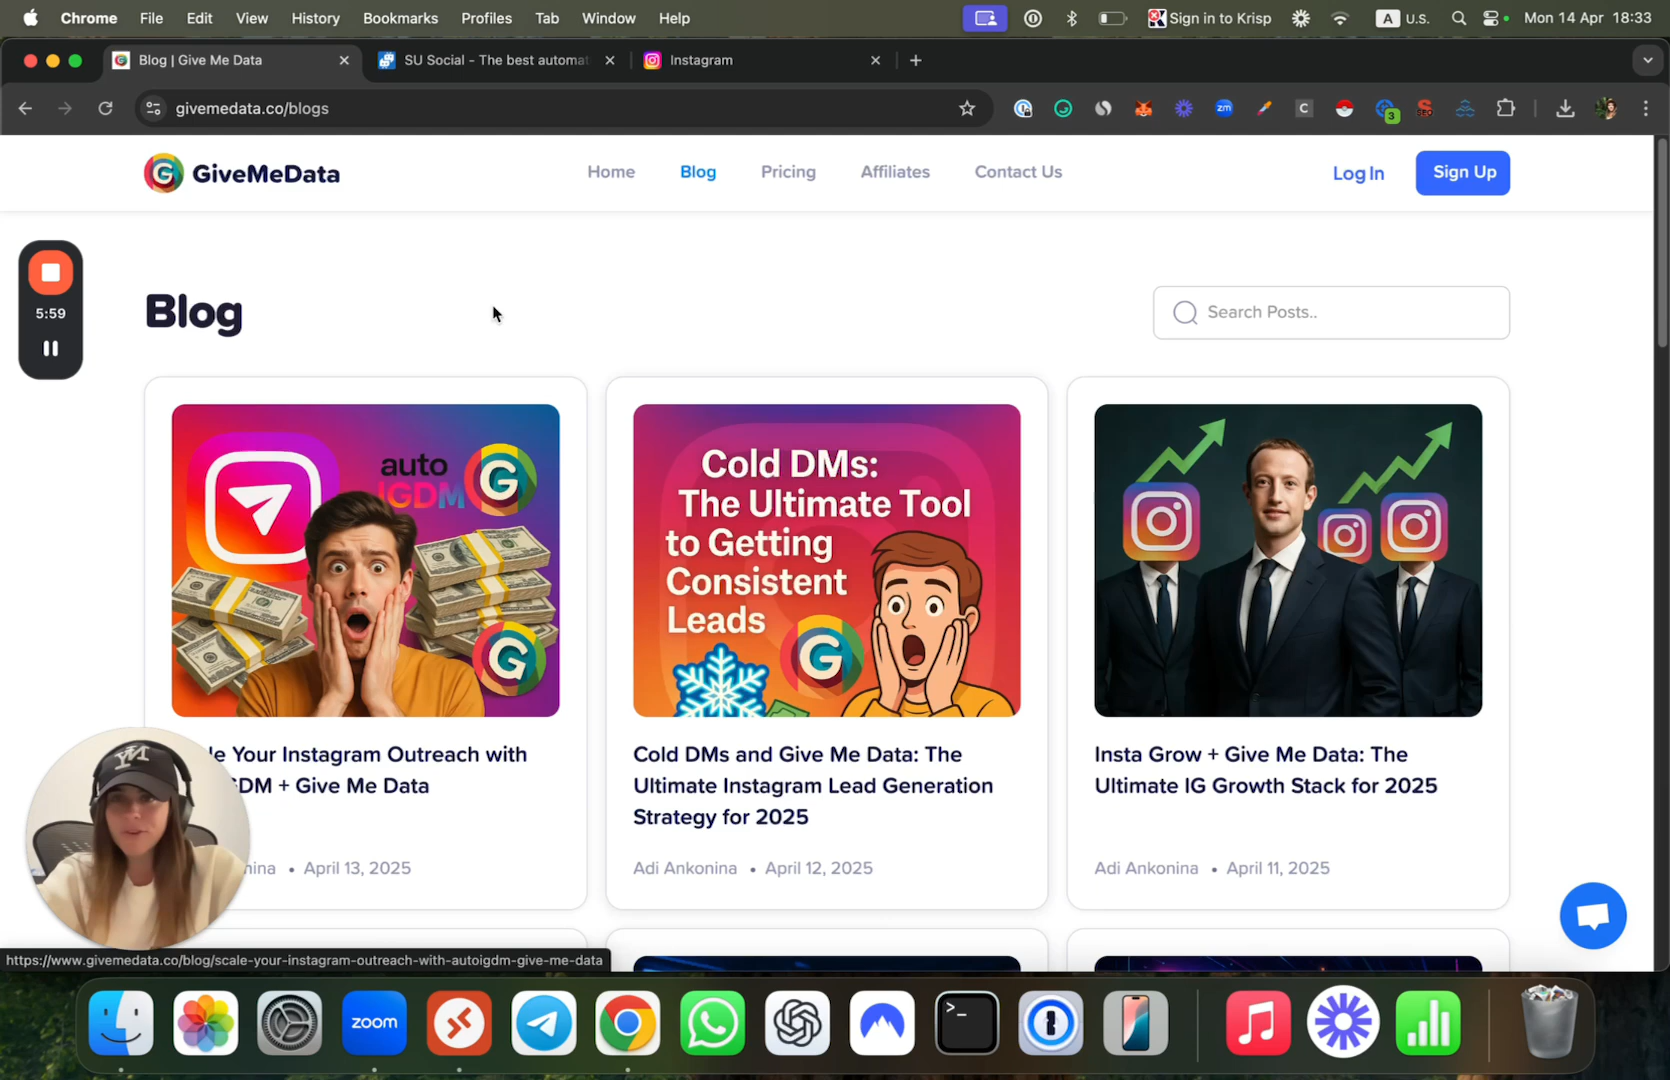 Chrome File Edit View History Bookmarks Profiles Tab Window Help Sign in to Krisp A U.S. Mon 14 Apr 18:33
Blog | Give Me Data SU Social - The best automat Instagram
givemedata.co/blogs
zm C 3 SEO
G GiveMeData Home Blog Pricing Affiliates Contact Us Log In Sign Up
5:59
Blog
Search Posts..
auto
IGDM
G
G
Cold DMs:
The Ultimate Tool
to Getting
Consistent
Leads
G
e Your Instagram Outreach with
DM + Give Me Data
nina • April 13, 2025
Cold DMs and Give Me Data: The
Ultimate Instagram Lead Generation
Strategy for 2025
Adi Ankonina • April 12, 2025
Insta Grow + Give Me Data: The
Ultimate IG Growth Stack for 2025
Adi Ankonina • April 11, 2025
https://www.givemedata.co/blog/scale-your-instagram-outreach-with-autoigdm-give-me-data
zoom